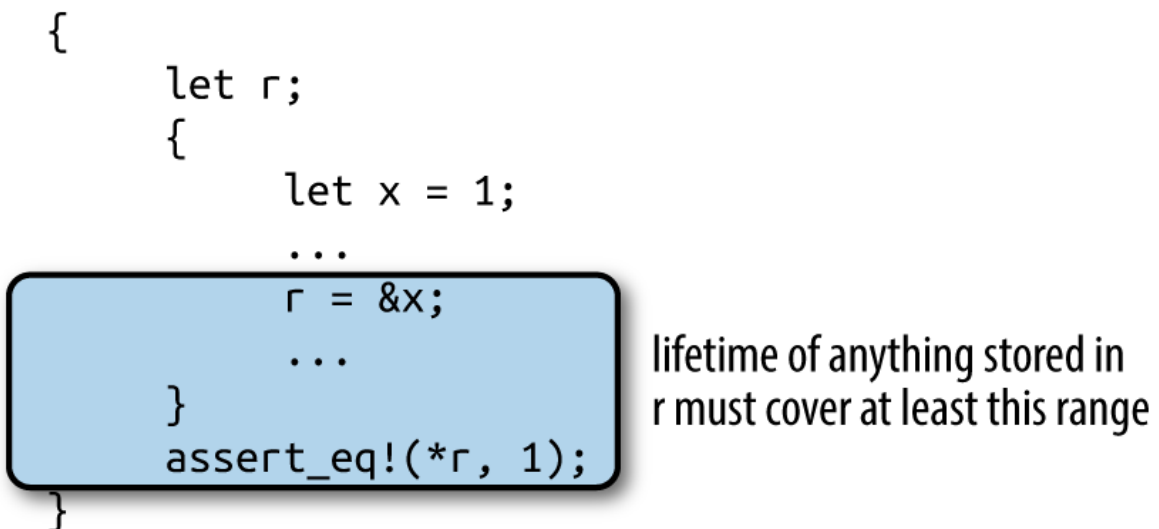 {
let r;
{
let x = 1;
...
r = &x;
...
}
assert_eq!(*r, 1);
}
lifetime of anything stored in
r must cover at least this range